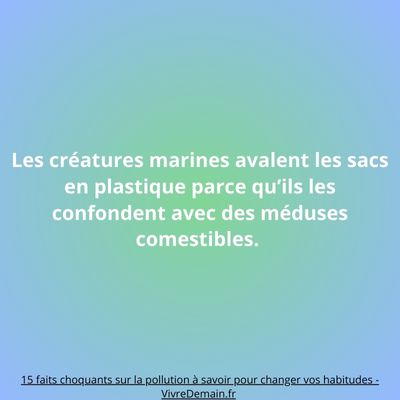 Les créatures marines avalent les sacs
en plastique parce qu’ils les
confondent avec des méduses
comestibles.
15 faits choquants sur la pollution à savoir pour changer vos habitudes -
VivreDemain.fr